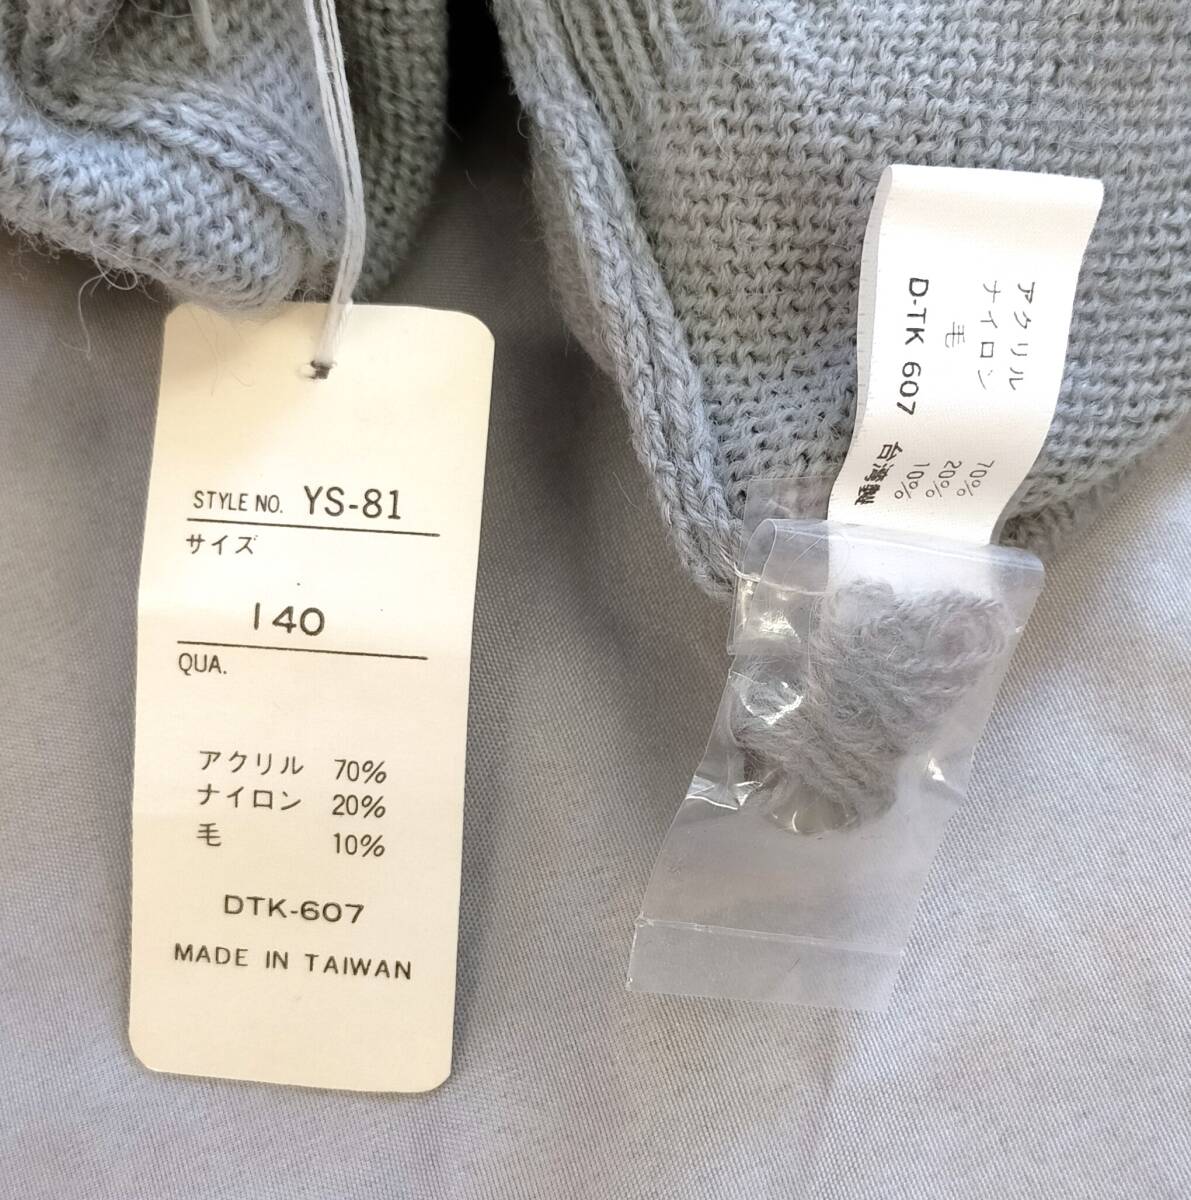 STYLE NO. YS-81
サイズ
140
QUA.
アクリル 70%
ナイロン 20%
毛 10%
DTK-607
MADE IN TAIWAN
アクリル 70%
ナイロン 20%
毛 10%
D-TK 607 台湾製